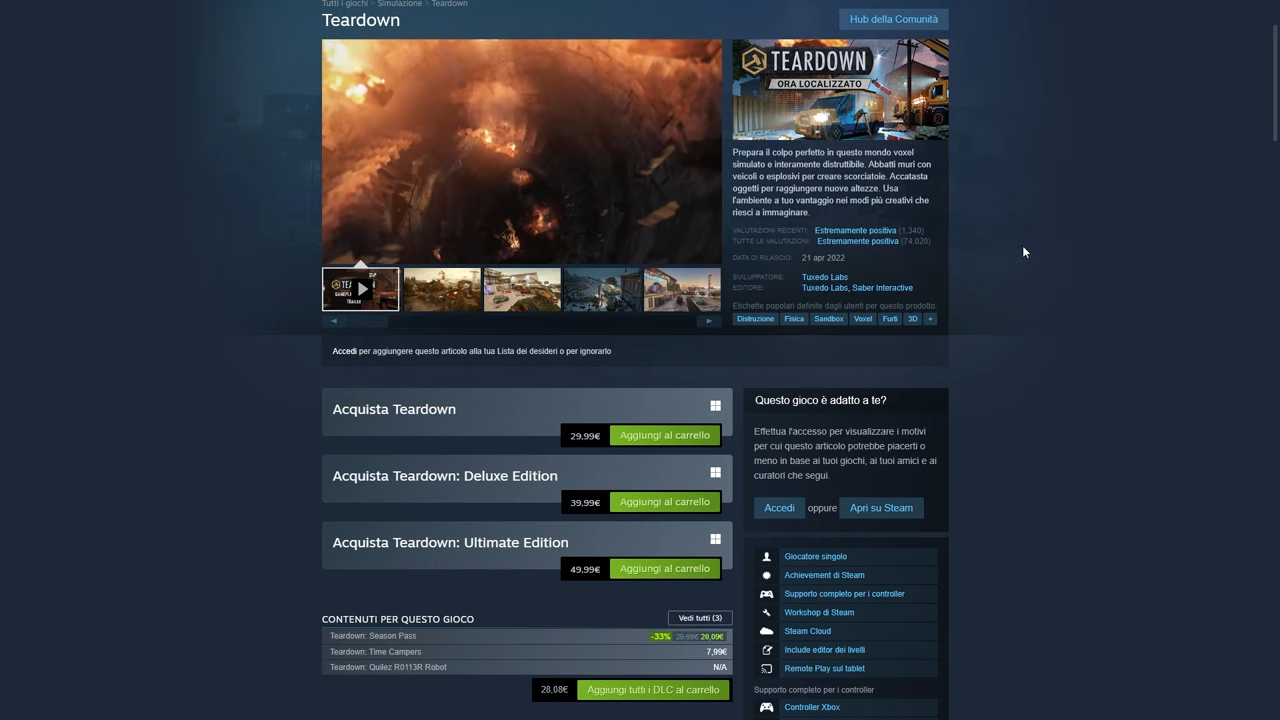 Tutti i giochi > Simulazione > Teardown
Teardown
Hub della Comunità
TEARDOWN
ORA LOCALIZZATO
Prepara il colpo perfetto in questo mondo voxel
simulato e interamente distruttibile. Abbatti muri con
veicoli o esplosivi per creare scorciatoie. Accatasta
oggetti per raggiungere nuove altezze. Usa
l'ambiente a tuo vantaggio nei modi più creativi che
riesci a immaginare.
VALUTAZIONI RECENTI: Estremamente positiva (1,340)
TUTTE LE VALUTAZIONI: Estremamente positiva (74,020)
DATA DI RILASCIO: 21 apr 2022
SVILUPPATORE: Tuxedo Labs
EDITORE: Tuxedo Labs, Saber Interactive
Etichette popolari definite dagli utenti per questo prodotto:
Distruzione Fisica Sandbox Voxel Furti 3D +
TRAILER
Accedi per aggiungere questo articolo alla tua Lista dei desideri o per ignorarlo
Acquista Teardown
29,99€ Aggiungi al carrello
Acquista Teardown: Deluxe Edition
39,99€ Aggiungi al carrello
Acquista Teardown: Ultimate Edition
49,99€ Aggiungi al carrello
CONTENUTI PER QUESTO GIOCO Vedi tutti (3)
Teardown: Season Pass -33% 29,99€ 20,09€
Teardown: Time Campers 7,99€
Teardown: Quilez R0113R Robot N/A
28,08€ Aggiungi tutti i DLC al carrello
Questo gioco è adatto a te?
Effettua l'accesso per visualizzare i motivi
per cui questo articolo potrebbe piacerti o
meno in base ai tuoi giochi, ai tuoi amici e ai
curatori che segui.
Accedi oppure Apri su Steam
Giocatore singolo
Achievement di Steam
Supporto completo per i controller
Workshop di Steam
Steam Cloud
Include editor dei livelli
Remote Play sul tablet
Supporto completo per i controller
Controller Xbox